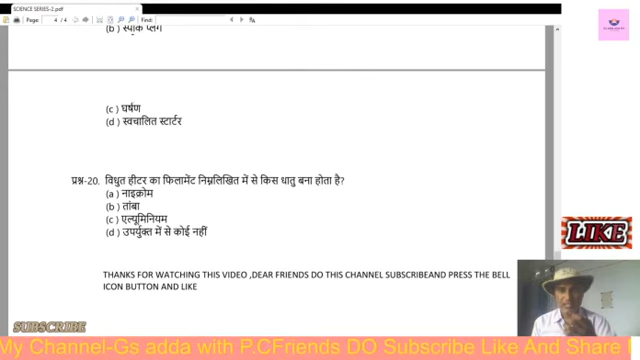 SCIENCE SERIES-2.pdf
4 / 4
Find:
(b) स्पार्क प्लग
(c) घर्षण
(d) स्वचालित स्टार्टर
प्रश्न-20. विधुत हीटर का फिलामेंट निम्नलिखित में से किस धातु बना होता है?
(a) नाइक्रोम
(b) तांबा
(c) एल्यूमिनियम
(d) उपर्युक्त में से कोई नहीं
THANKS FOR WATCHING THIS VIDEO ,DEAR FRIENDS DO THIS CHANNEL SUBSCRIBEAND PRESS THE BELL
ICON BUTTON AND LIKE
LIKE
SUBSCRIBE
My Channel-Gs adda with P.CFriends DO Subscribe Like And Share